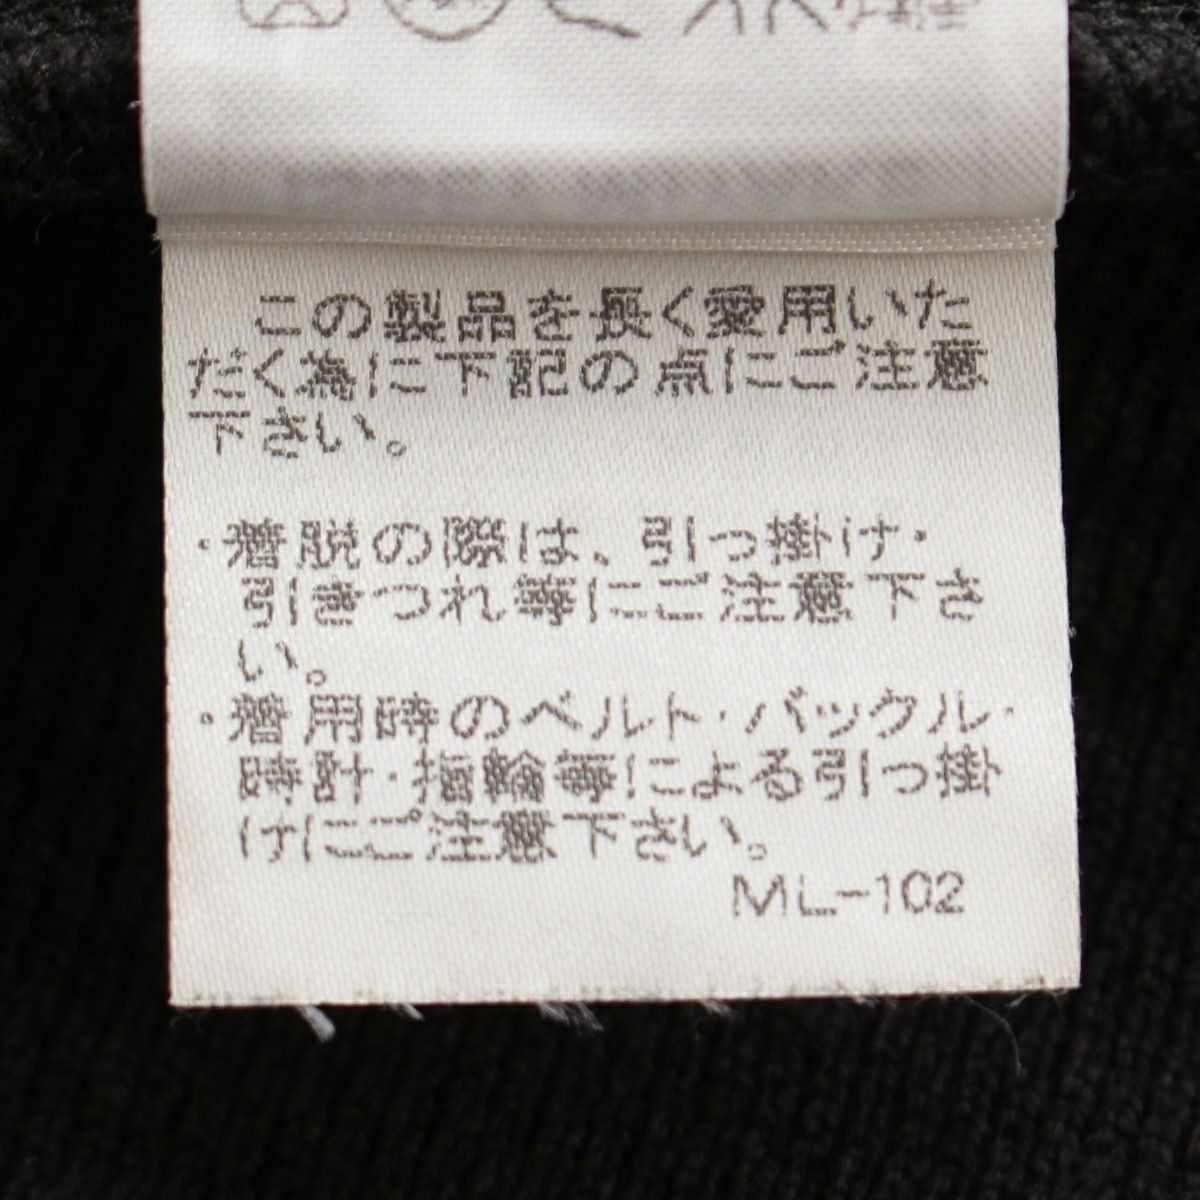 この製品を長く愛用いた
だく為に下記の点にご注意
下さい。
・着脱の際は、引っ掛け・
引きつれ等にご注意下さ
い。
・着用時のベルト・バックル・
時計・指輪等による引っ掛
けにご注意下さい。
ML-102